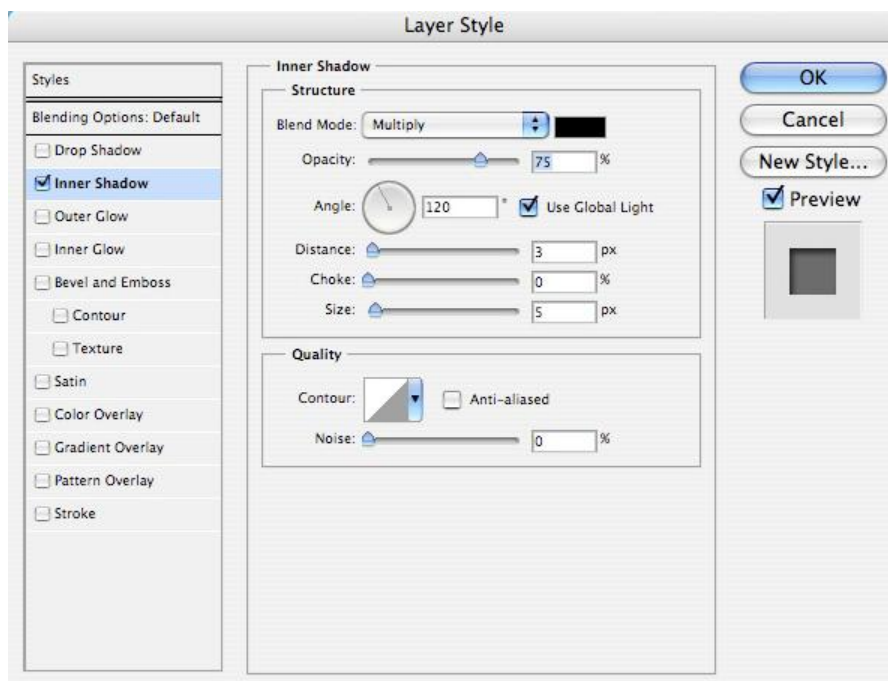 Layer Style
Styles
Blending Options: Default
Drop Shadow
Inner Shadow
Outer Glow
Inner Glow
Bevel and Emboss
Contour
Texture
Satin
Color Overlay
Gradient Overlay
Pattern Overlay
Stroke
Inner Shadow
Structure
Blend Mode: Multiply
Opacity: 75 %
Angle: 120 ° Use Global Light
Distance: 3 px
Choke: 0 %
Size: 5 px
Quality
Contour: Anti-aliased
Noise: 0 %
OK
Cancel
New Style...
Preview